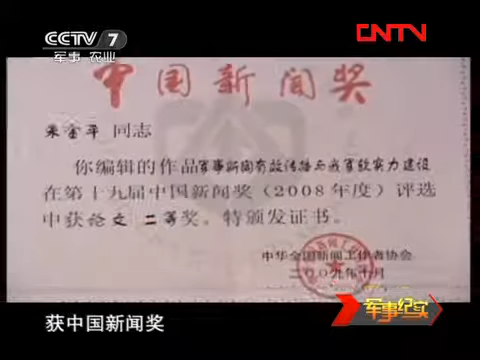 CCTV 7
军事 农业
CNTV
中国新闻奖
朱金平 同志
你编辑的作品军事新闻有效传播与我军软实力建设
在第十九届中国新闻奖（2008年度）评选
中获论文 二等奖。特颁发证书。
中华全国新闻工作者协会
二〇〇九年十月
军事纪实
获中国新闻奖